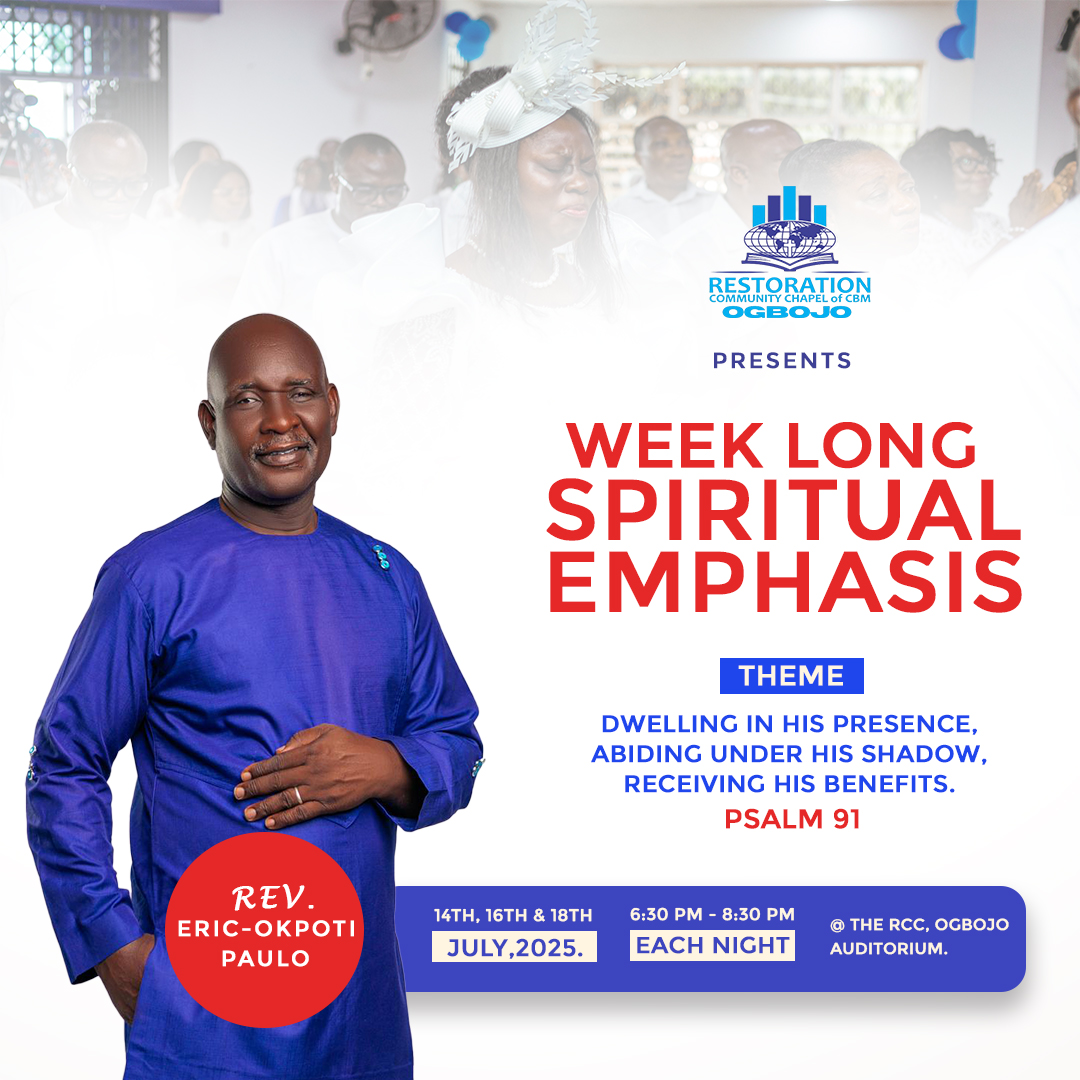 RESTORATION
COMMUNITY CHAPEL of CBM
OGBOJO
PRESENTS
WEEK LONG
SPIRITUAL
EMPHASIS
THEME
DWELLING IN HIS PRESENCE,
ABIDING UNDER HIS SHADOW,
RECEIVING HIS BENEFITS.
PSALM 91
REV.
ERIC-OKPOTI
PAULO
14TH, 16TH & 18TH
JULY,2025.
6:30 PM - 8:30 PM
EACH NIGHT
@ THE RCC, OGBOJO
AUDITORIUM.